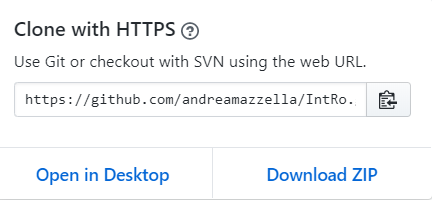 Clone with HTTPS ?
Use Git or checkout with SVN using the web URL.
https://github.com/andreamazzella/IntRo.
Open in Desktop
Download ZIP